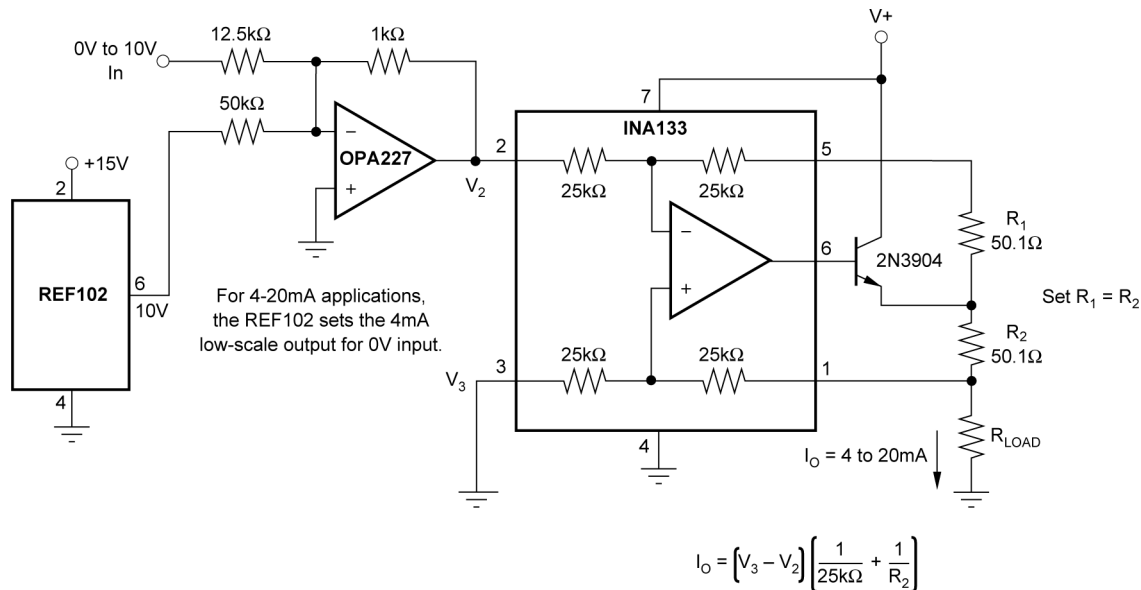 V+
12.5kΩ
1kΩ
0V to 10V
In
50kΩ
7
INA133
OPA227
2
5
V2
25kΩ
25kΩ
+15V
2
R1
50.1Ω
6
2N3904
REF102
6
10V
For 4-20mA applications,
the REF102 sets the 4mA
low-scale output for 0V input.
Set R1 = R2
R2
50.1Ω
25kΩ
25kΩ
V3
3
1
4
4
RLOAD
IO = 4 to 20mA
IO = (V3 – V2) (1/25kΩ + 1/R2)